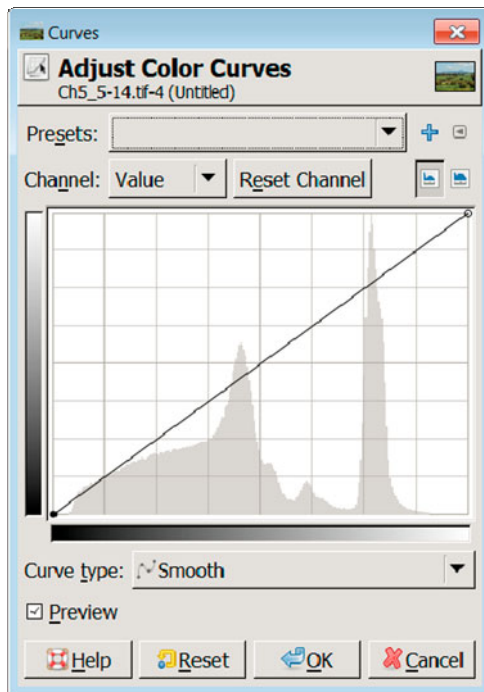 Curves
Adjust Color Curves
Ch5_5-14.tif-4 (Untitled)
Presets:
Channel: Value Reset Channel
Curve type: Smooth
Preview
Help Reset OK Cancel